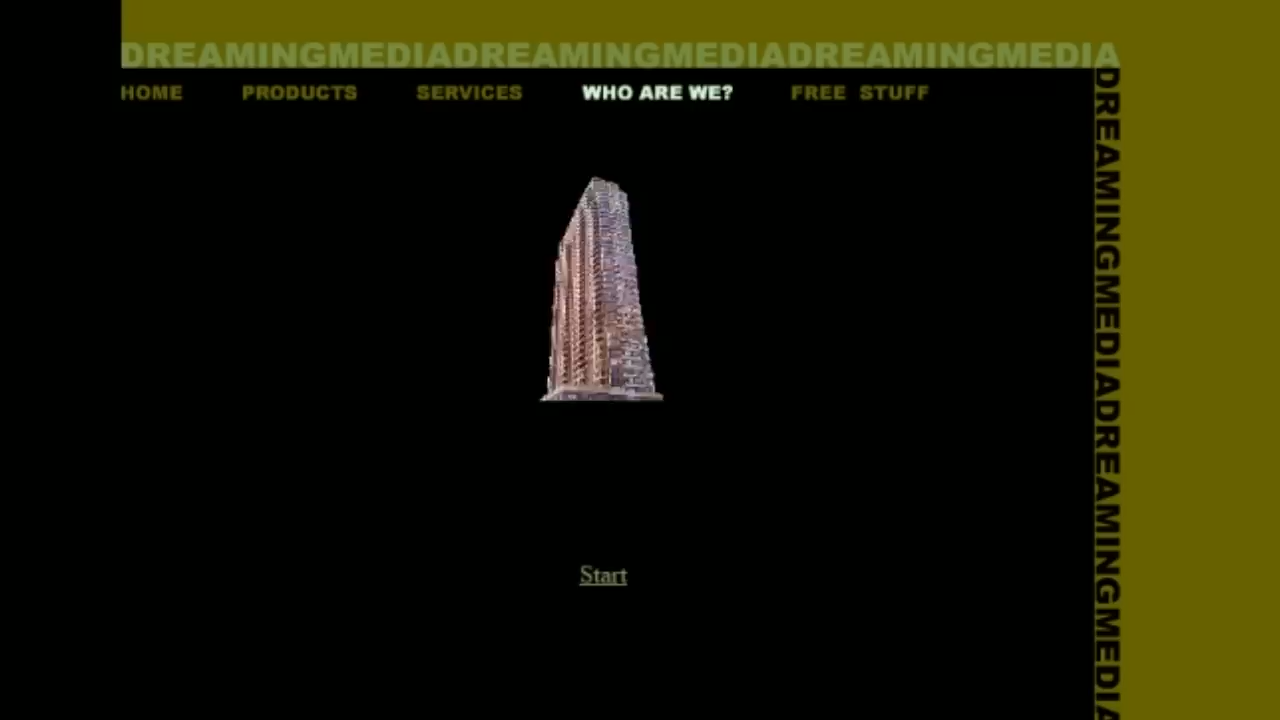 DREAMINGMEDIADREAMINGMEDIADREAMINGMEDIA
HOME PRODUCTS SERVICES WHO ARE WE? FREE STUFF
DREAMINGMEDIADREAMINGMEDIA
Start